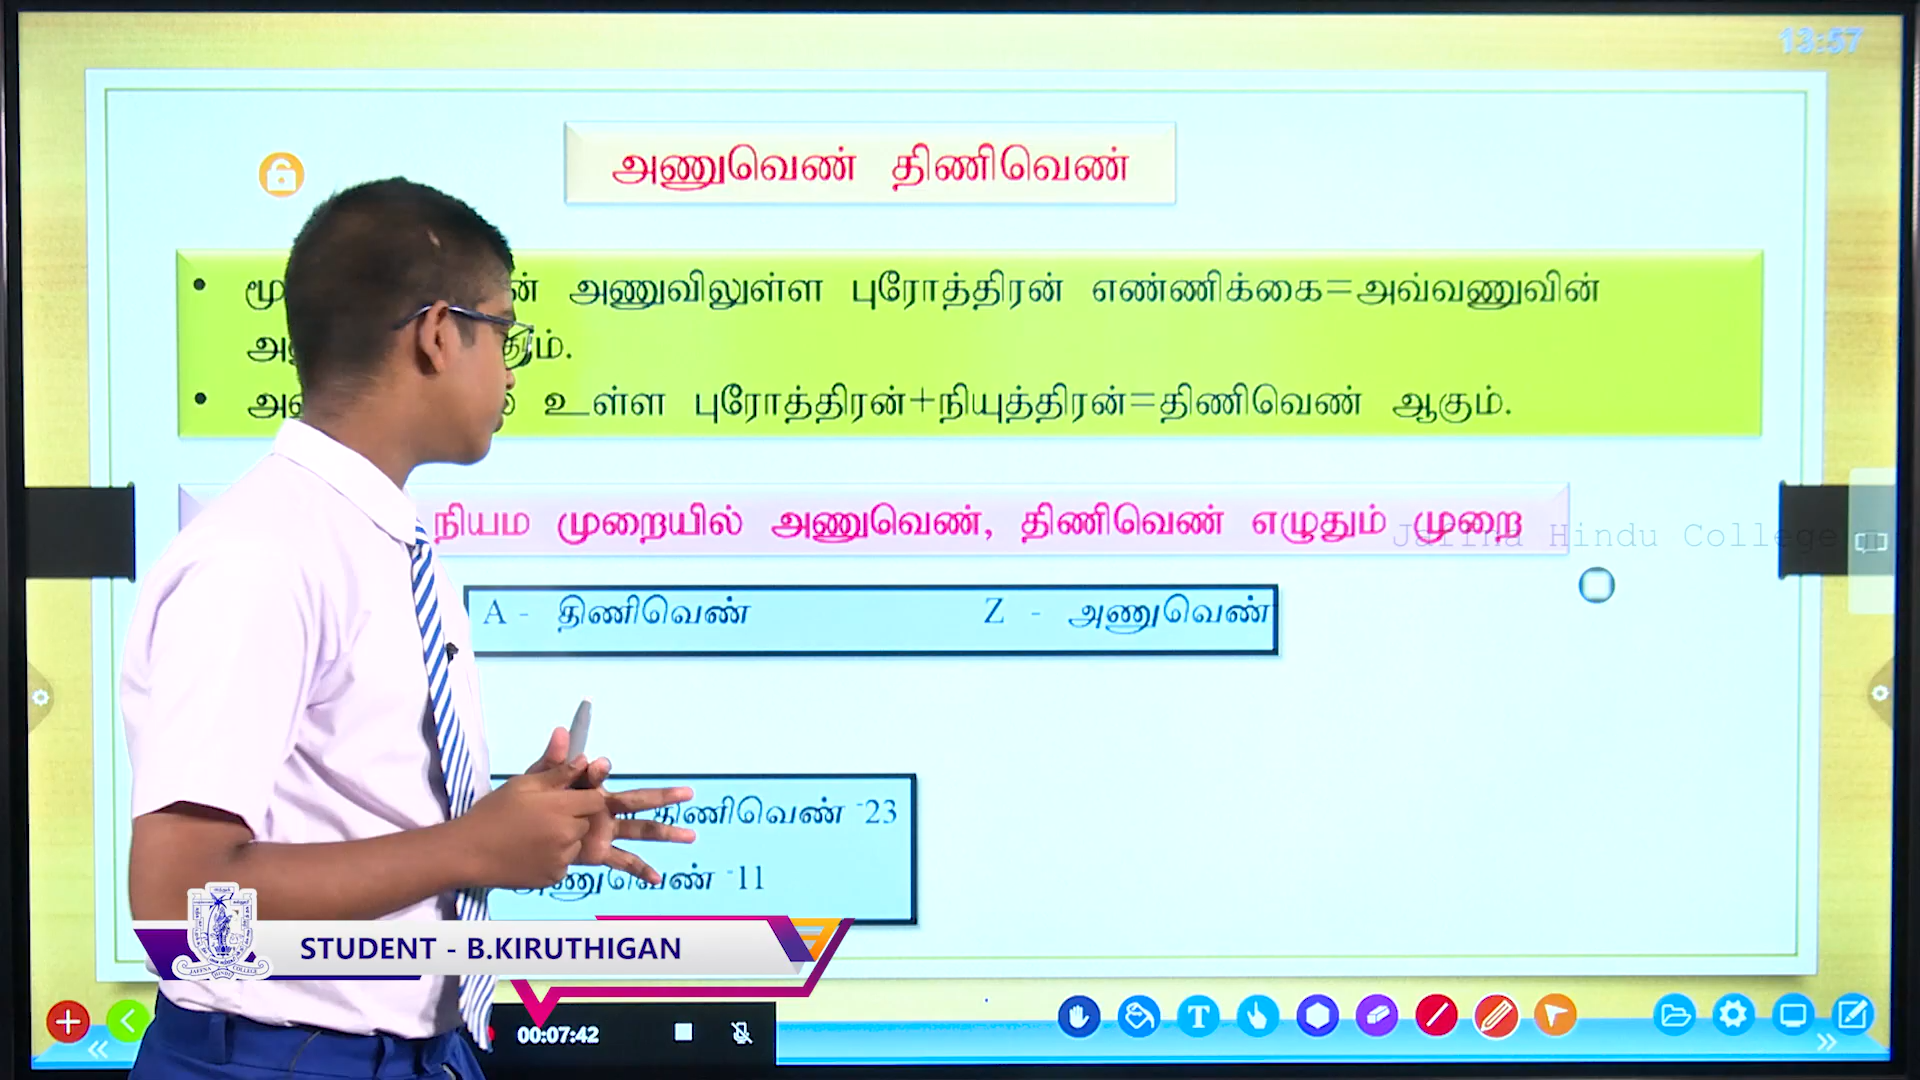 13:57
அணுவெண் திணிவெண்
அணுவிலுள்ள புரோத்திரன் எண்ணிக்கை=அவ்வணுவின்
உள்ள புரோத்திரன்+நியுத்திரன்=திணிவெண் ஆகும்.
நியம முறையில் அணுவெண், திணிவெண் எழுதும் முறை
Jaffna Hindu College
A - திணிவெண் Z - அணுவெண்
திணிவெண் -23
அணுவெண் -11
STUDENT - B.KIRUTHIGAN
00:07:42